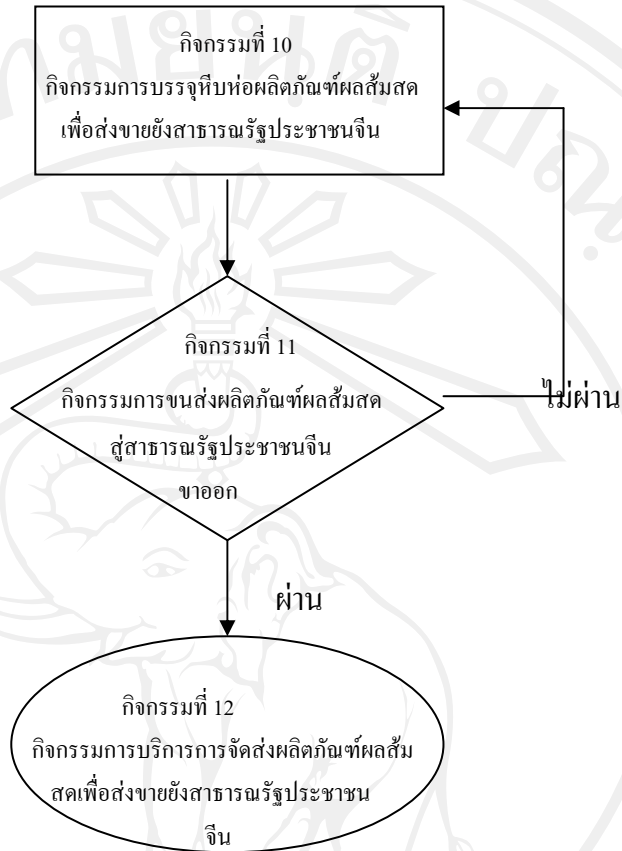 กิจกรรมที่ 10
กิจกรรมการบรรจุหีบห่อผลิตภัณฑ์ผลส้มสด
เพื่อส่งขายยังสาธารณรัฐประชาชนจีน
กิจกรรมที่ 11
กิจกรรมการขนส่งผลิตภัณฑ์ผลส้มสด
สู่สาธารณรัฐประชาชนจีน
ขาออก
ไม่ผ่าน
ผ่าน
กิจกรรมที่ 12
กิจกรรมการบริการการจัดส่งผลิตภัณฑ์ผลส้ม
สดเพื่อส่งขายยังสาธารณรัฐประชาชน
จีน